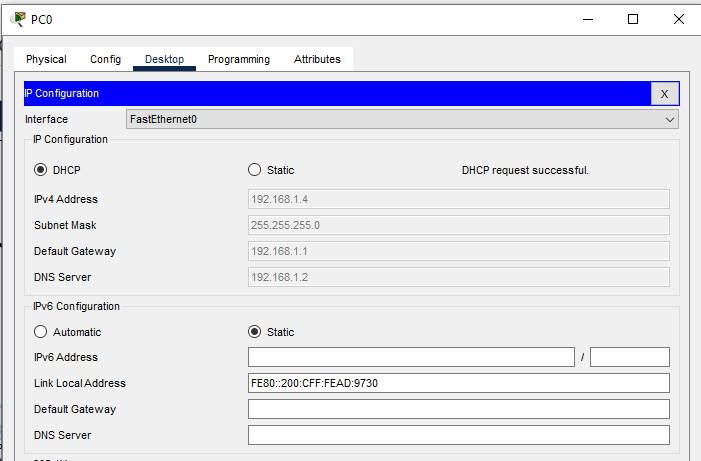 PC0
Physical Config Desktop Programming Attributes
IP Configuration X
Interface FastEthernet0
IP Configuration
DHCP Static DHCP request successful.
IPv4 Address 192.168.1.4
Subnet Mask 255.255.255.0
Default Gateway 192.168.1.1
DNS Server 192.168.1.2
IPv6 Configuration
Automatic Static
IPv6 Address /
Link Local Address FE80::200:CFF:FEAD:9730
Default Gateway
DNS Server